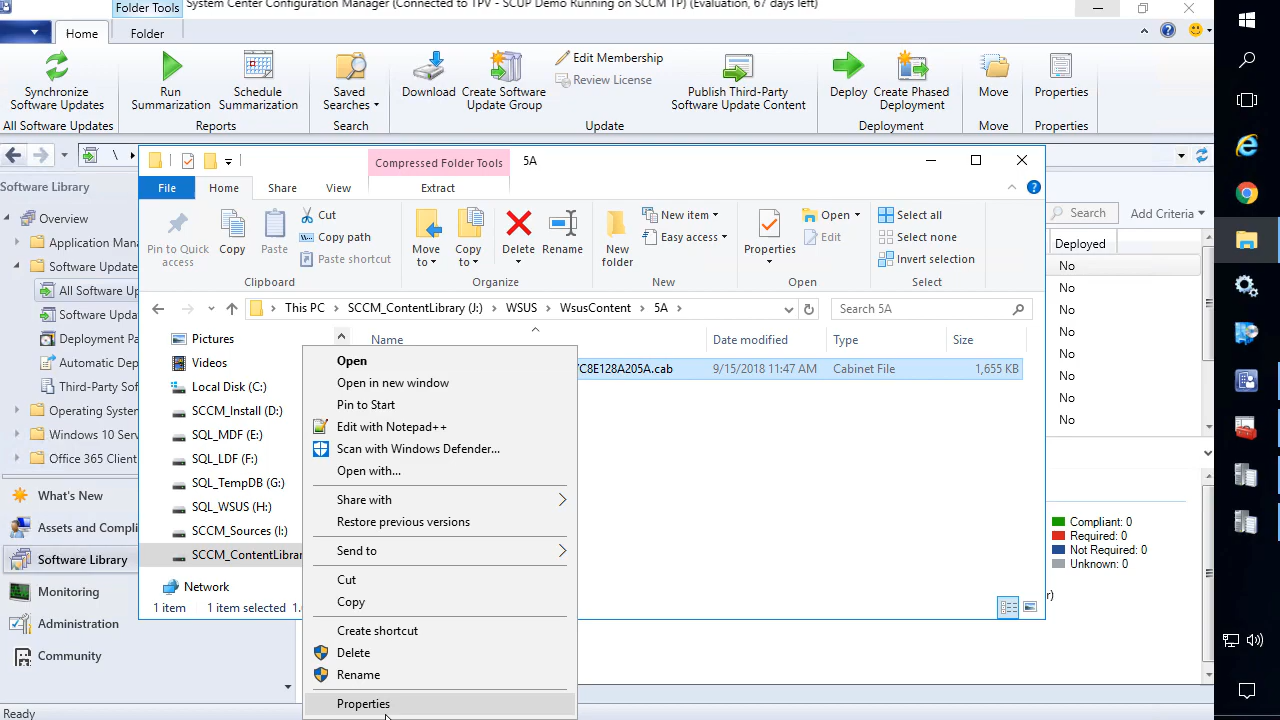 Folder Tools
System Center Configuration Manager (Connected to TPV - SCUP Demo Running on SCCM TP) (Evaluation, 67 days left)
Home
Folder
Synchronize
Software Updates
Run
Summarization
Schedule
Summarization
Saved
Searches
Download
Create Software
Update Group
Edit Membership
Review License
Publish Third-Party
Software Update Content
Deploy
Create Phased
Deployment
Move
Properties
All Software Updates
Reports
Search
Update
Deployment
Move
Properties
\
Software Library
Overview
Application Mana
Software Update
All Software Up
Software Upda
Deployment Pa
Automatic Dep
Third-Party Sof
Operating System
Windows 10 Serv
Office 365 Client
What's New
Assets and Compli
Software Library
Monitoring
Administration
Community
Ready
Search
Add Criteria
Deployed
No
No
No
No
No
No
No
No
Compliant: 0
Required: 0
Not Required: 0
Unknown: 0
r)
Compressed Folder Tools
5A
File
Home
Share
View
Extract
Pin to Quick
access
Copy
Paste
Cut
Copy path
Paste shortcut
Move
to
Copy
to
Delete
ename
New
folder
New item
Easy access
Properties
Open
Edit
Select all
Select none
Invert selection
Clipboard
Organize
New
Open
Select
This PC
SCCM_ContentLibrary (J:)
WSUS
WsusContent
5A
Search 5A
Pictures
Videos
Local Disk (C:)
SCCM_Install (D:)
SQL_MDF (E:)
SQL_LDF (F:)
SQL_TempDB (G:)
SQL_WSUS (H:)
SCCM_Sources (I:)
SCCM_ContentLibrar
Network
1 item
1 item selected
Name
Date modified
Type
Size
7C8E128A205A.cab
9/15/2018 11:47 AM
Cabinet File
1,655 KB
Open
Open in new window
Pin to Start
Edit with Notepad++
Scan with Windows Defender...
Open with...
Share with
Restore previous versions
Send to
Cut
Copy
Create shortcut
Delete
Rename
Properties